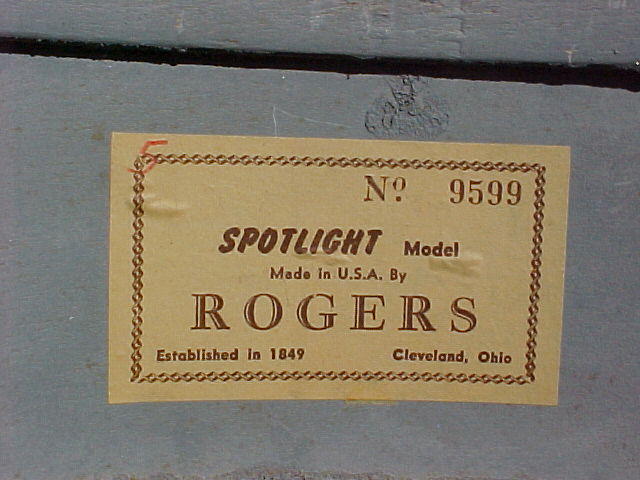 5
Nº 9599
SPOTLIGHT Model
Made in U.S.A. By
ROGERS
Established in 1849 Cleveland, Ohio